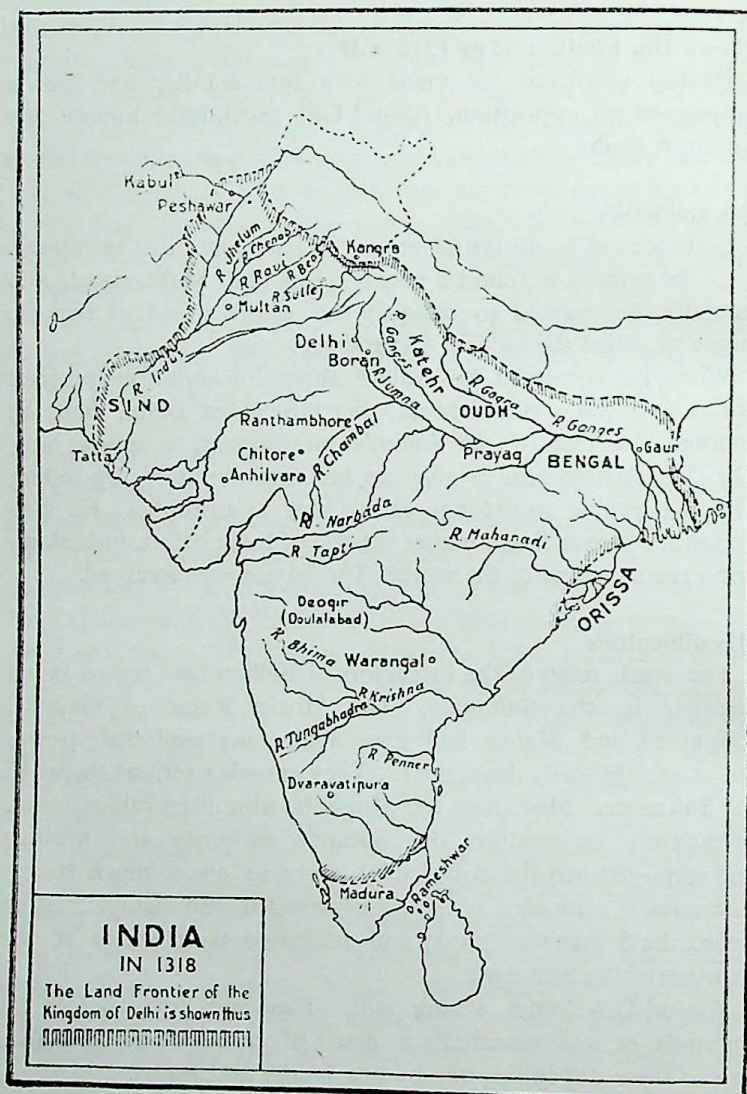 Kabul
Peshawar
R Jhelum
R Chenab
R Ravi
R Beas
Kangra
R Sutlej
Multan
R Indus
SIND
Tatta
Delhi
Boran
R Ganges
Katehr
R Jumna
R Gogra
OUDH
R Ganges
Gaur
Prayag
BENGAL
Ranthambhore
Chitore
R Chambal
Anhilvara
R Narbada
R. Tapti
R. Mahanadi
ORISSA
Deogir
(Doulalabad)
R. Bhima
Warangal
R Krishna
R Tungabhadra
R Penner
Dvaravatipura
Madura
Rameshwar
INDIA
IN 1318
The Land Frontier of the
Kingdom of Delhi is shown thus